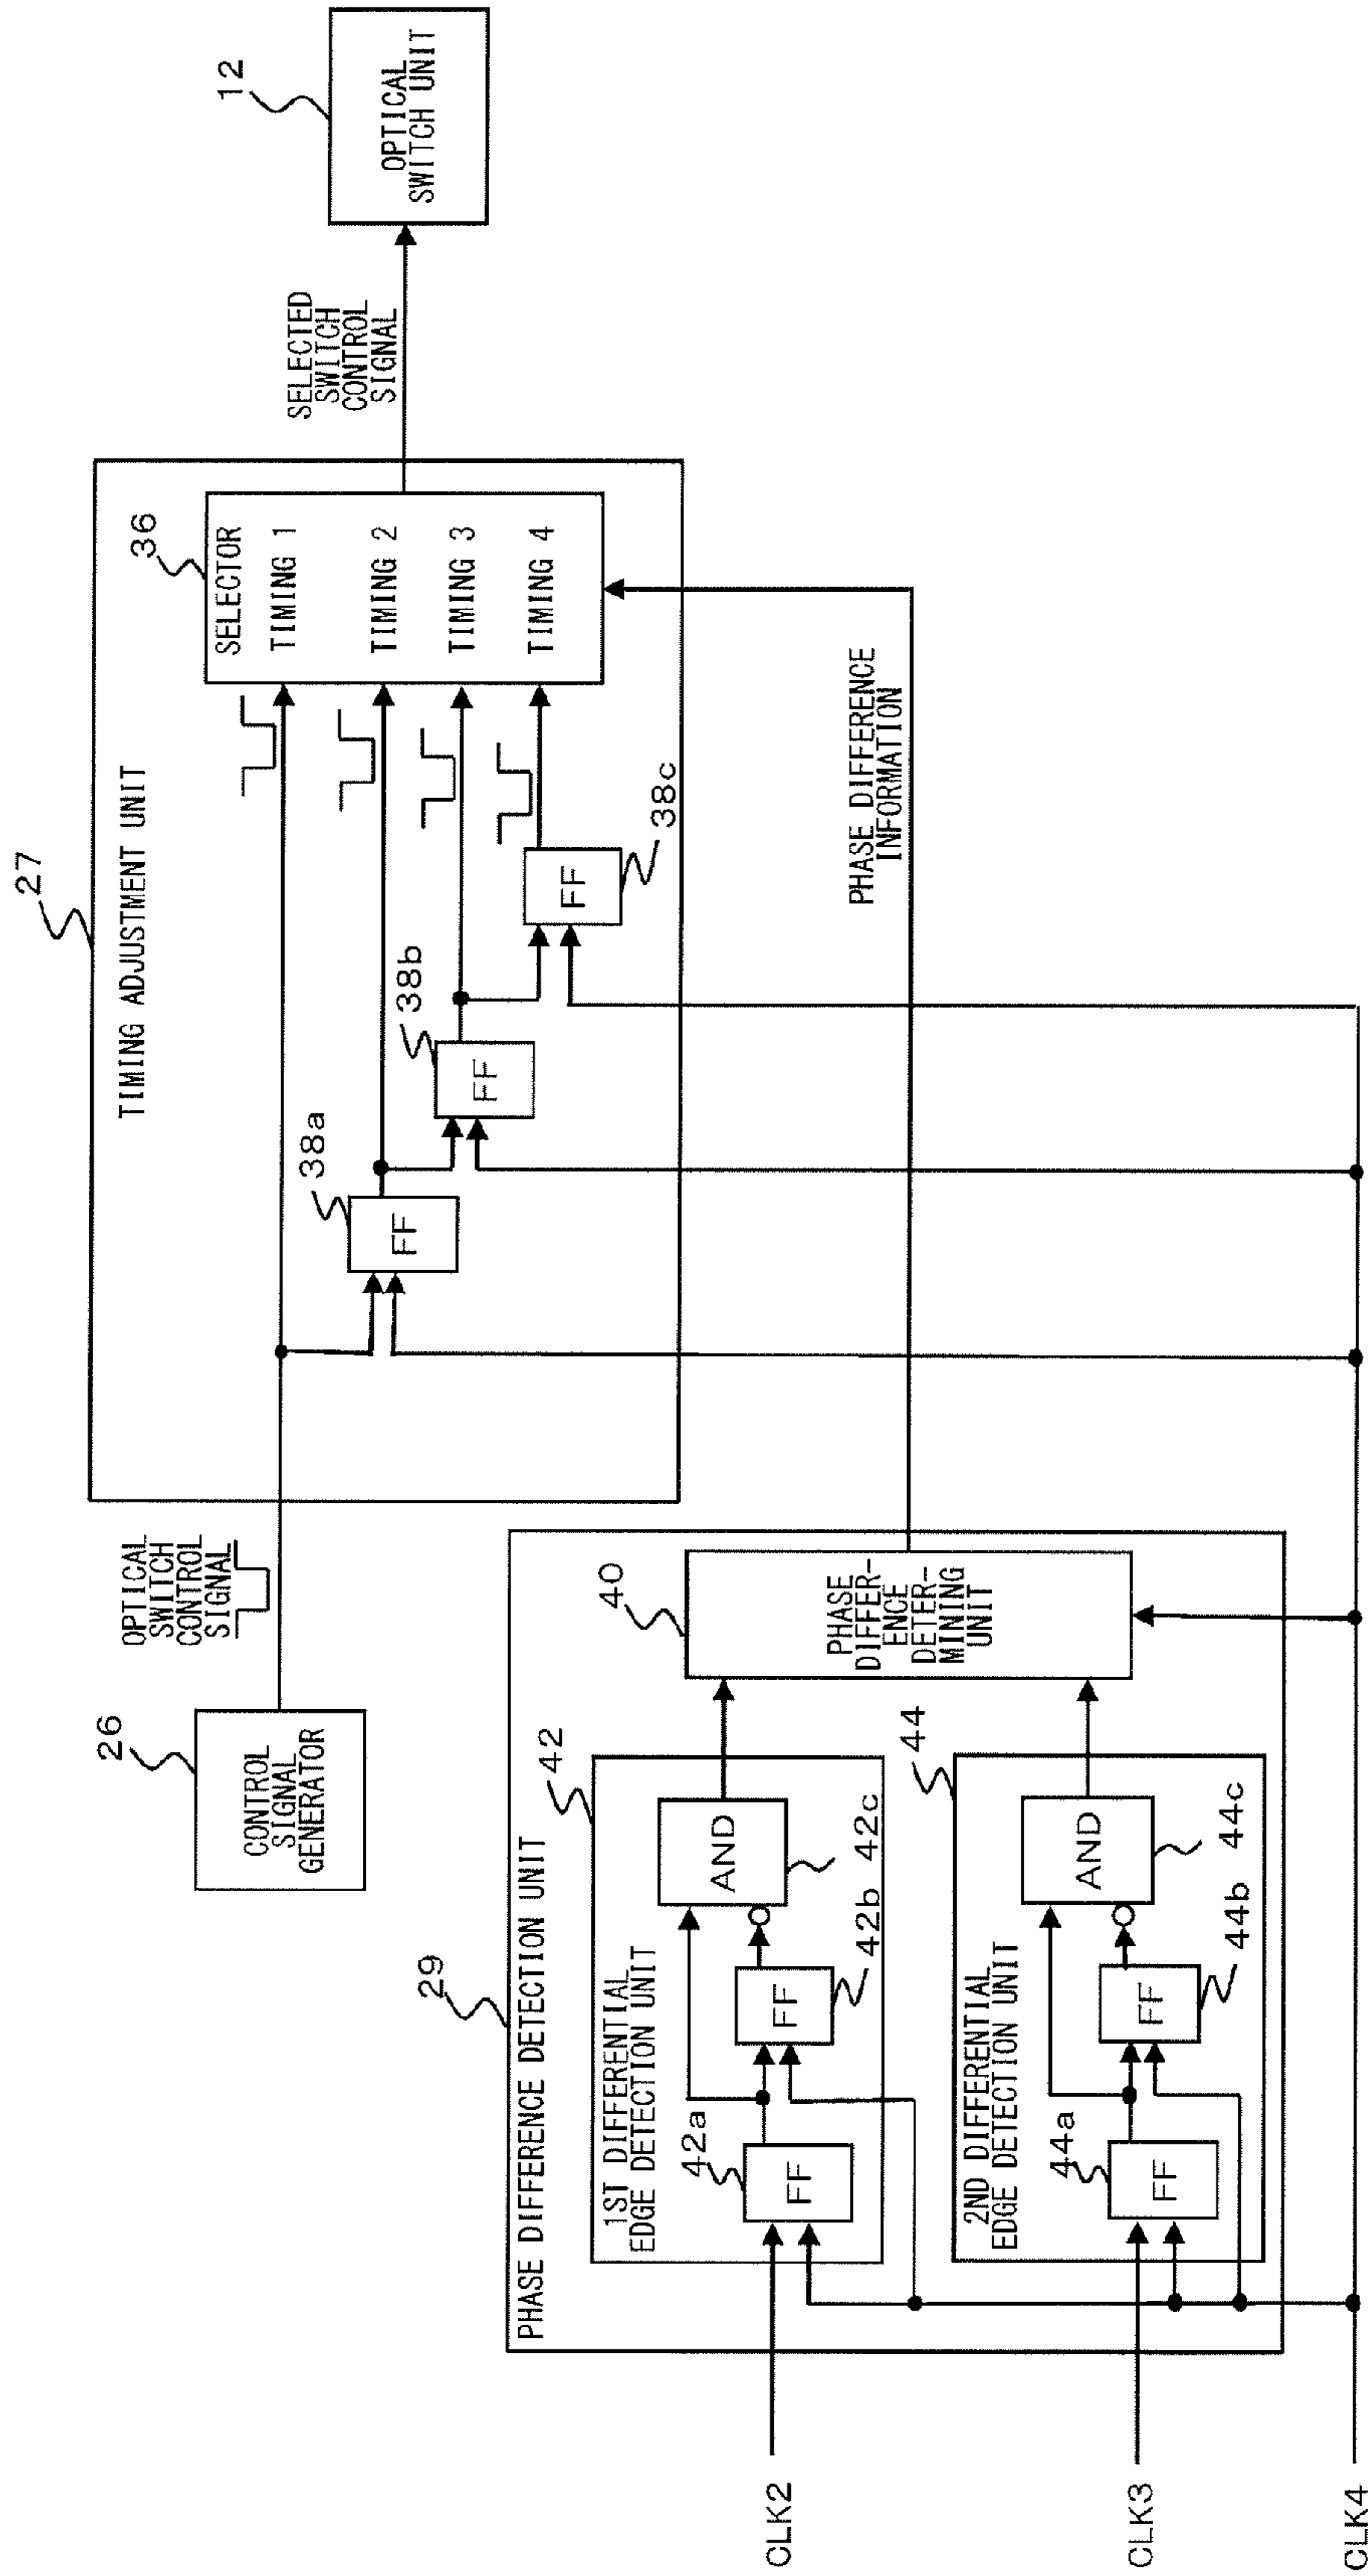 26
CONTROL
SIGNAL
GENERATOR
OPTICAL
SWITCH
CONTROL
SIGNAL
27
TIMING ADJUSTMENT UNIT
38a
FF
38b
FF
38c
FF
36
SELECTOR
TIMING 1
TIMING 2
TIMING 3
TIMING 4
SELECTED
SWITCH
CONTROL
SIGNAL
12
OPTICAL
SWITCH UNIT
29
PHASE DIFFERENCE DETECTION UNIT
42
1ST DIFFERENTIAL
EDGE DETECTION UNIT
42a
FF
FF
42b
AND
42c
40
PHASE
DIFFER-
ENCE
DETER-
MINING
UNIT
PHASE DIFFERENCE
INFORMATION
44
2ND DIFFERENTIAL
EDGE DETECTION UNIT
44a
FF
FF
44b
AND
44c
CLK2
CLK3
CLK4